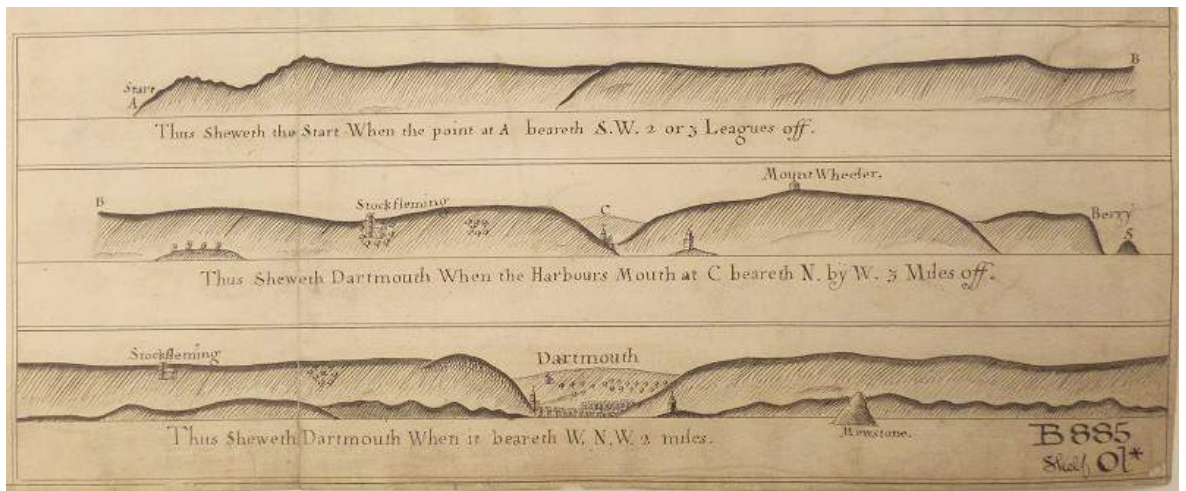 Start
A
B
Thus Sheweth the Start When the point at A beareth S.W. 2 or 3 Leagues off.
B
Stockfleming
C
Mount Wheeler.
Berry
S
Thus Sheweth Dartmouth When the Harbours Mouth at C beareth N. by W. 3 Miles off.
Stockfleming
Dartmouth
Mewstone.
Thus Sheweth Dartmouth When it beareth W. N. W. 2 miles.
B 885
Shelf 01*